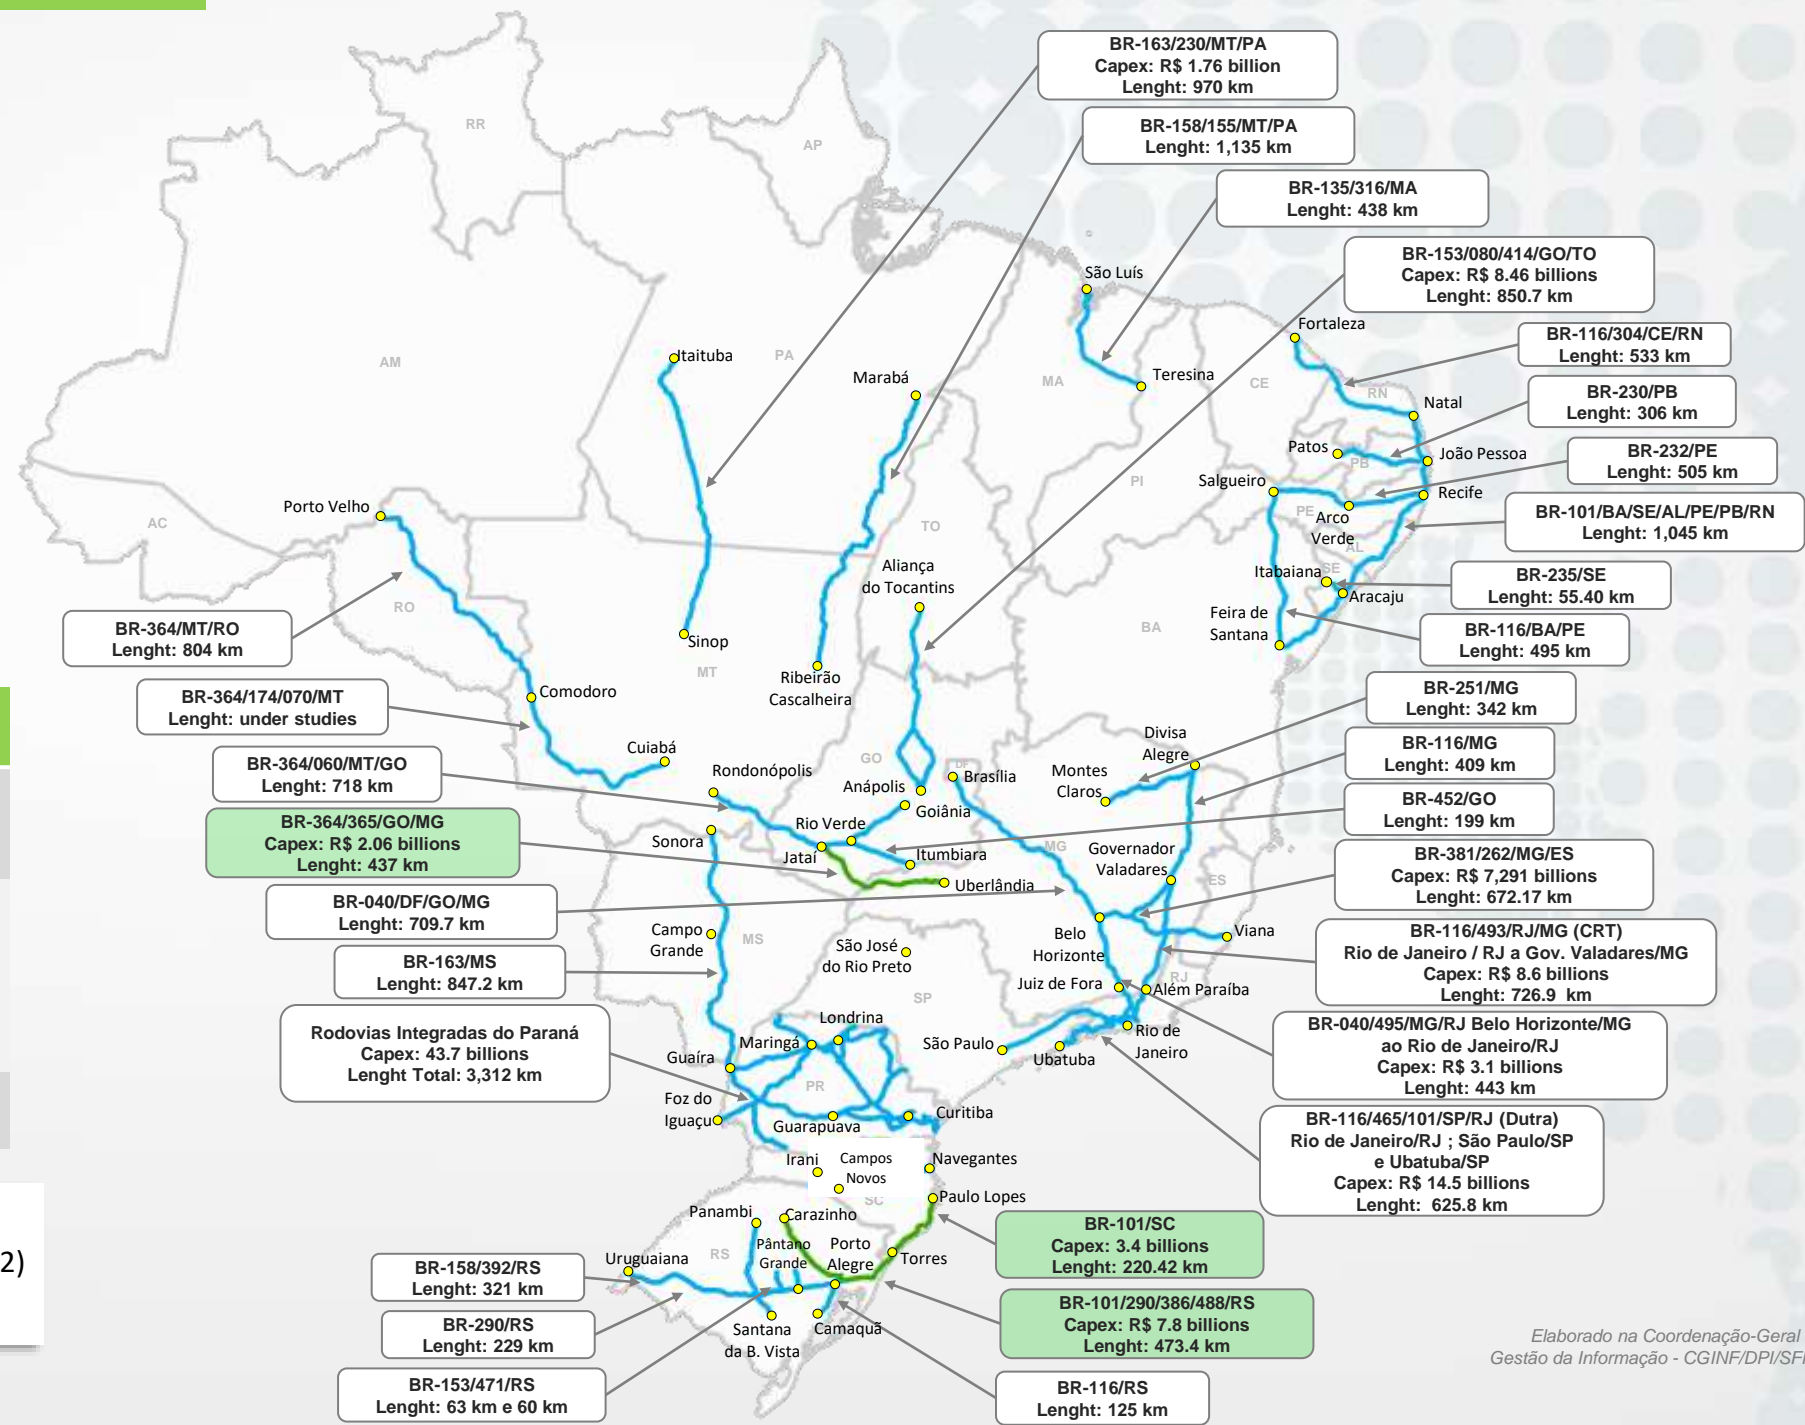 BR-163/230/MT/PA
Capex: R$ 1.76 billion
Lenght: 970 km
BR-158/155/MT/PA
Lenght: 1,135 km
BR-135/316/MA
Lenght: 438 km
BR-153/080/414/GO/TO
Capex: R$ 8.46 billions
Lenght: 850.7 km
BR-116/304/CE/RN
Lenght: 533 km
BR-230/PB
Lenght: 306 km
BR-232/PE
Lenght: 505 km
BR-101/BA/SE/AL/PE/PB/RN
Lenght: 1,045 km
BR-235/SE
Lenght: 55.40 km
BR-116/BA/PE
Lenght: 495 km
BR-251/MG
Lenght: 342 km
BR-116/MG
Lenght: 409 km
BR-452/GO
Lenght: 199 km
BR-381/262/MG/ES
Capex: R$ 7,291 billions
Lenght: 672.17 km
BR-116/493/RJ/MG (CRT)
Rio de Janeiro / RJ a Gov. Valadares/MG
Capex: R$ 8.6 billions
Lenght: 726.9 km
BR-040/495/MG/RJ Belo Horizonte/MG
ao Rio de Janeiro/RJ
Capex: R$ 3.1 billions
Lenght: 443 km
BR-116/465/101/SP/RJ (Dutra)
Rio de Janeiro/RJ ; São Paulo/SP
e Ubatuba/SP
Capex: R$ 14.5 billions
Lenght: 625.8 km
BR-101/SC
Capex: 3.4 billions
Lenght: 220.42 km
BR-101/290/386/488/RS
Capex: R$ 7.8 billions
Lenght: 473.4 km
BR-116/RS
Lenght: 125 km
BR-364/MT/RO
Lenght: 804 km
BR-364/174/070/MT
Lenght: under studies
BR-364/060/MT/GO
Lenght: 718 km
BR-364/365/GO/MG
Capex: R$ 2.06 billions
Lenght: 437 km
BR-040/DF/GO/MG
Lenght: 709.7 km
BR-163/MS
Lenght: 847.2 km
Rodovias Integradas do Paraná
Capex: 43.7 billions
Lenght Total: 3,312 km
BR-158/392/RS
Lenght: 321 km
BR-290/RS
Lenght: 229 km
BR-153/471/RS
Lenght: 63 km e 60 km
RR
AP
AM
PA
MA
CE
RN
PB
PI
PE
AL
SE
BA
TO
AC
RO
MT
GO
DF
MG
ES
MS
SP
RJ
PR
SC
RS
São Luís
Fortaleza
Itaituba
Marabá
Teresina
Natal
Patos
João Pessoa
Salgueiro
Recife
Arco
Verde
Porto Velho
Aliança
do Tocantins
Itabaiana
Aracaju
Feira de
Santana
Sinop
Ribeirão
Cascalheira
Comodoro
Cuiabá
Rondonópolis
Anápolis
Brasília
Goiânia
Montes
Claros
Divisa
Alegre
Sonora
Rio Verde
Jataí
Itumbiara
Uberlândia
Governador
Valadares
Campo
Grande
São José
do Rio Preto
Belo
Horizonte
Viana
Juiz de Fora
Além Paraíba
Londrina
Maringá
Guaíra
São Paulo
Ubatuba
Rio de
Janeiro
Foz do
Iguaçu
Guarapuava
Curitiba
Irani
Campos
Novos
Navegantes
Paulo Lopes
Panambi
Carazinho
Pântano
Grande
Porto
Alegre
Torres
Uruguaiana
Santana
da B. Vista
Camaquã
2)
Elaborado na Coordenação-Geral
Gestão da Informação - CGINF/DPI/SF